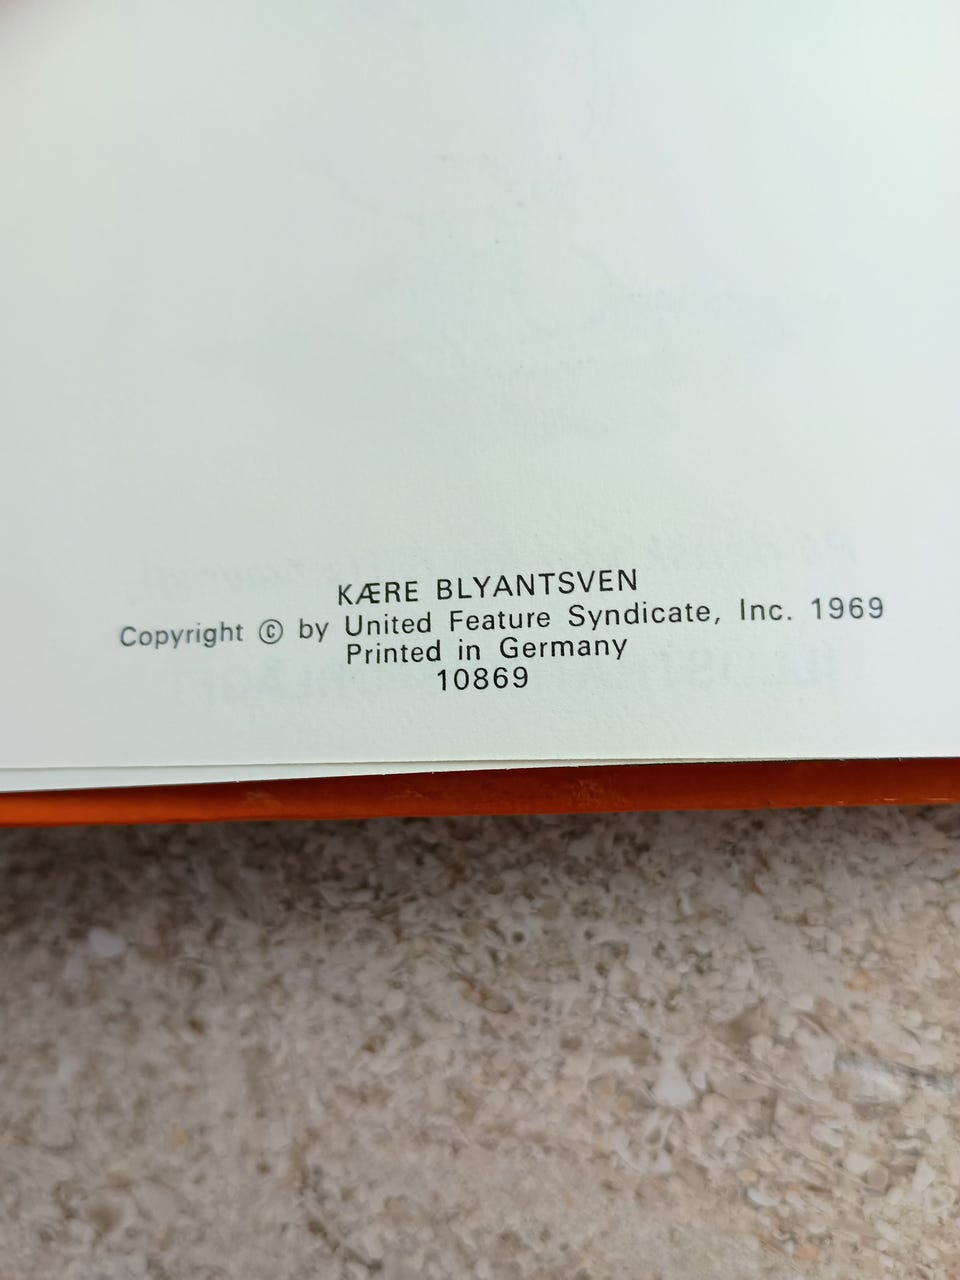 KÆRE BLYANTSVEN
Copyright © by United Feature Syndicate, Inc. 1969
Printed in Germany
10869